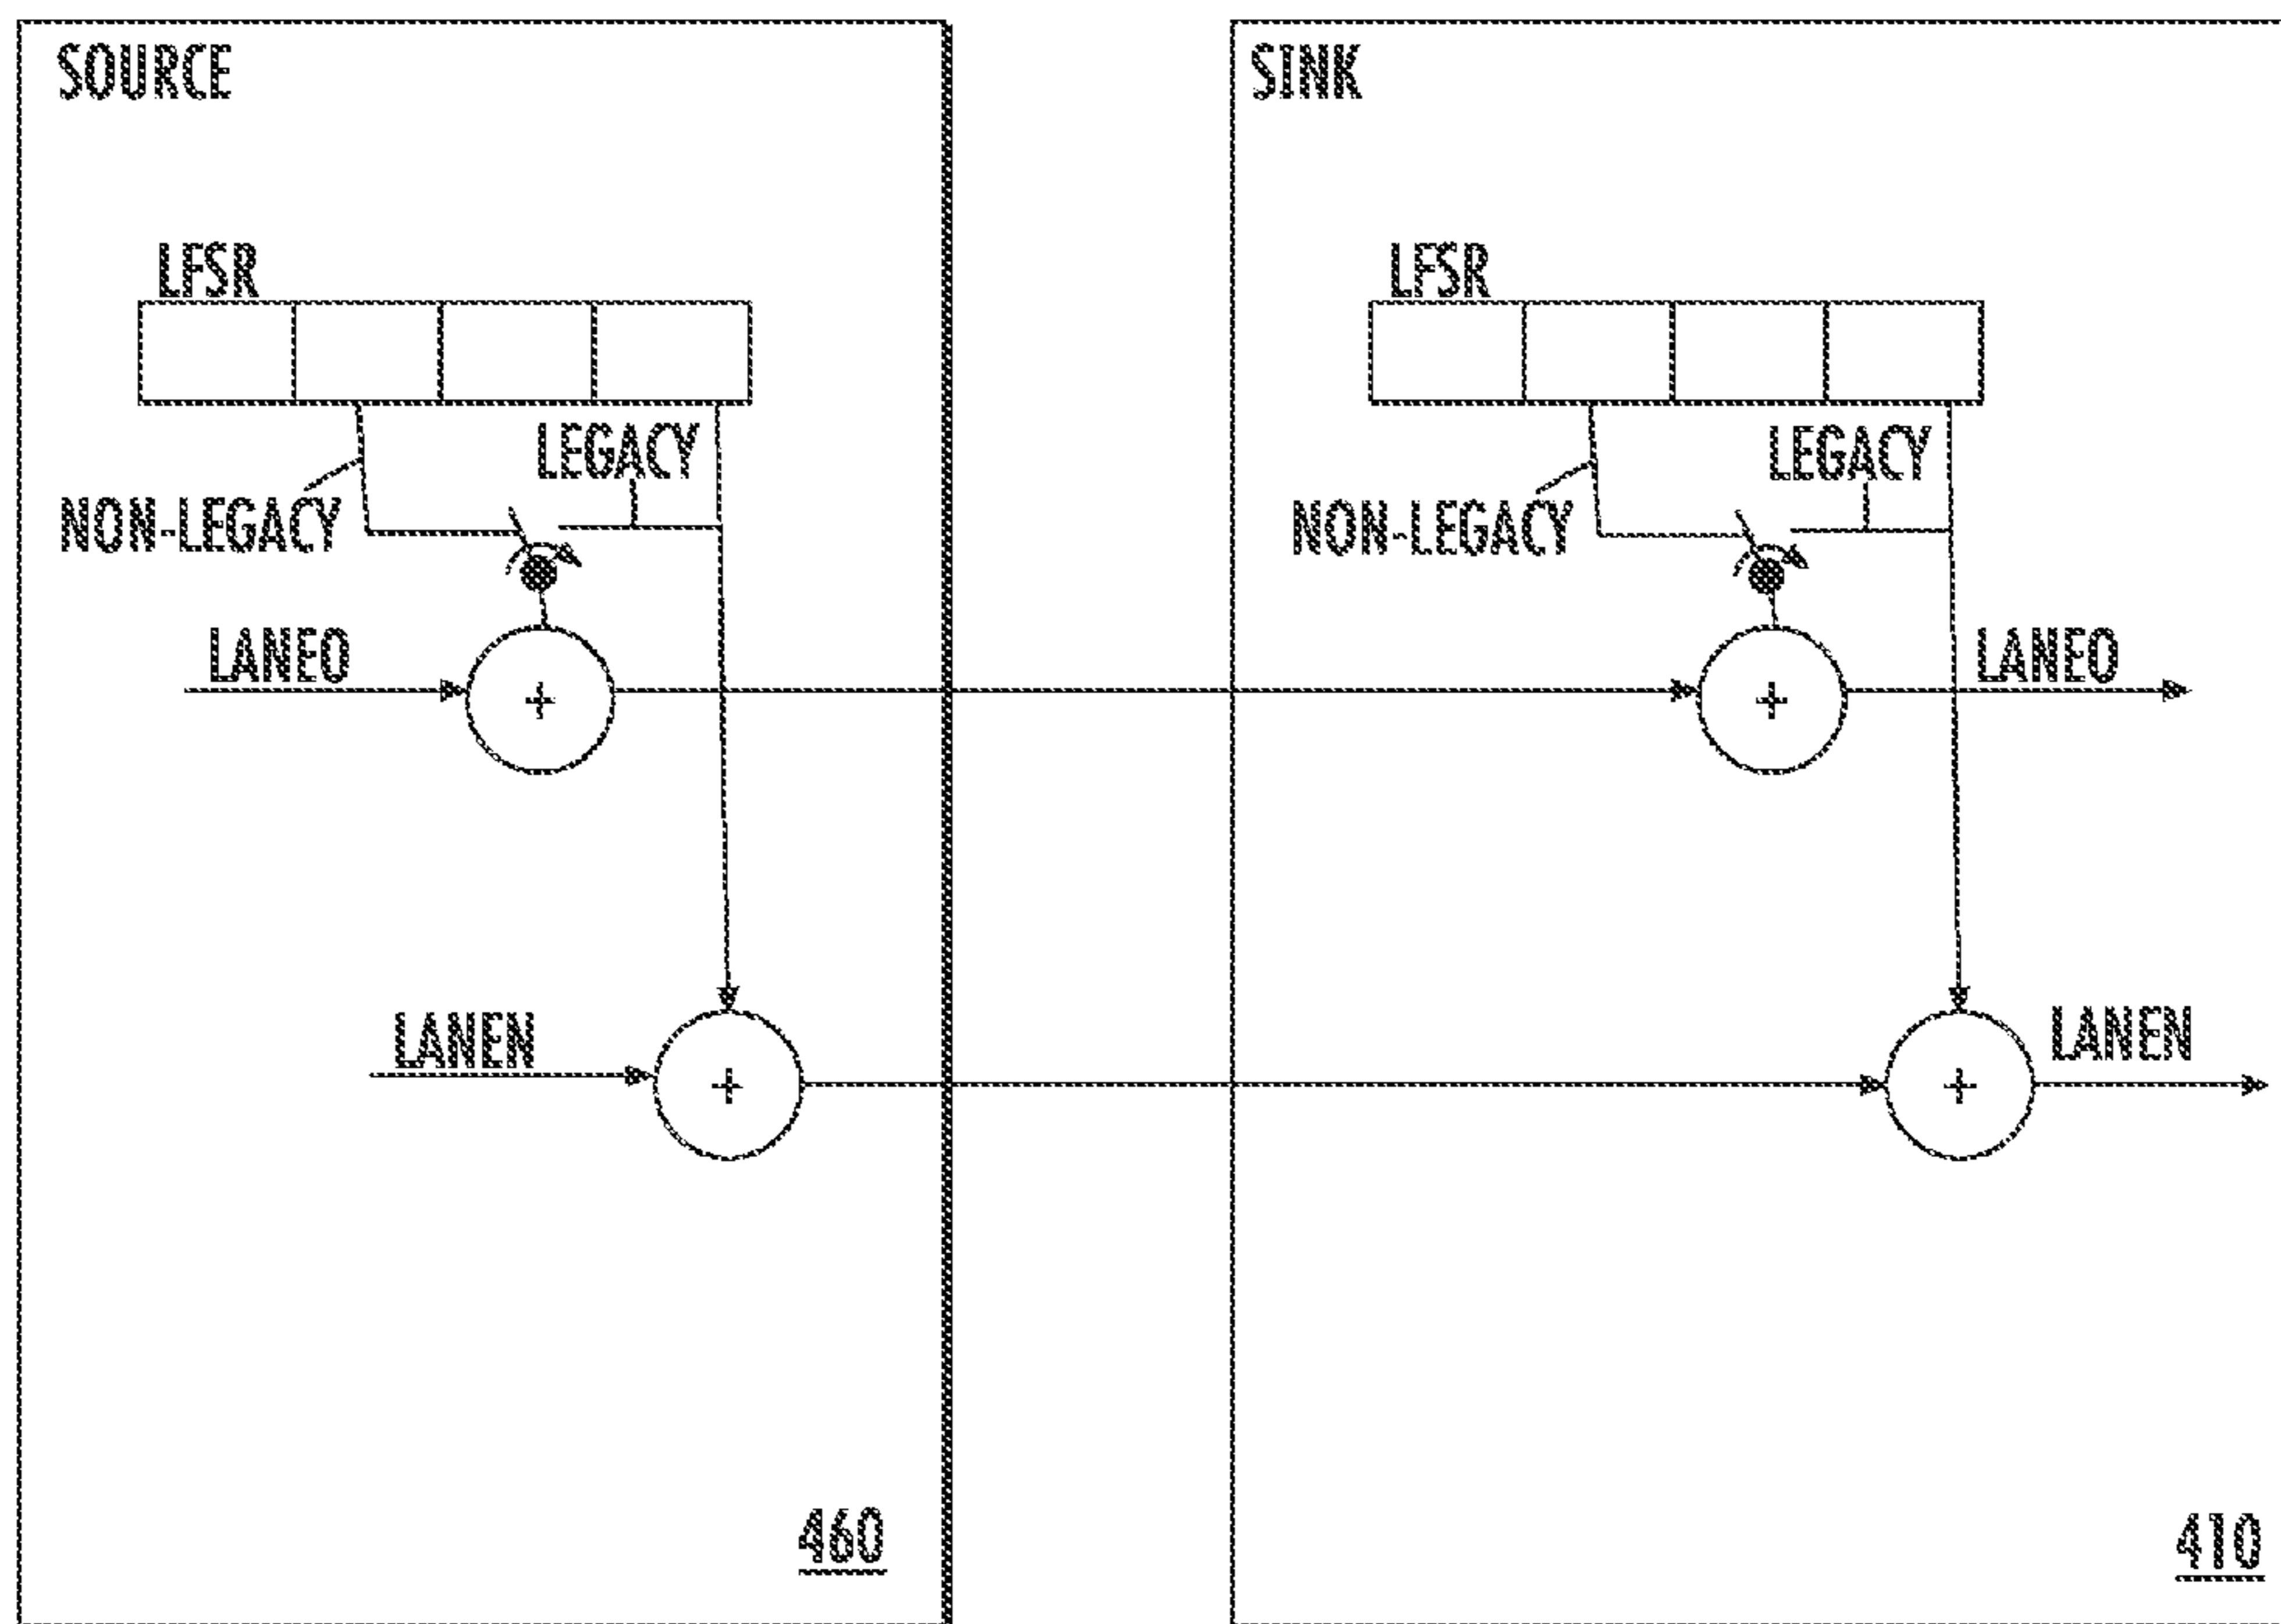 SOURCE
LFSR
LEGACY
NON-LEGACY
LANE0
+
LANEN
+
460
SINK
LFSR
LEGACY
NON-LEGACY
LANE0
+
LANEN
+
410